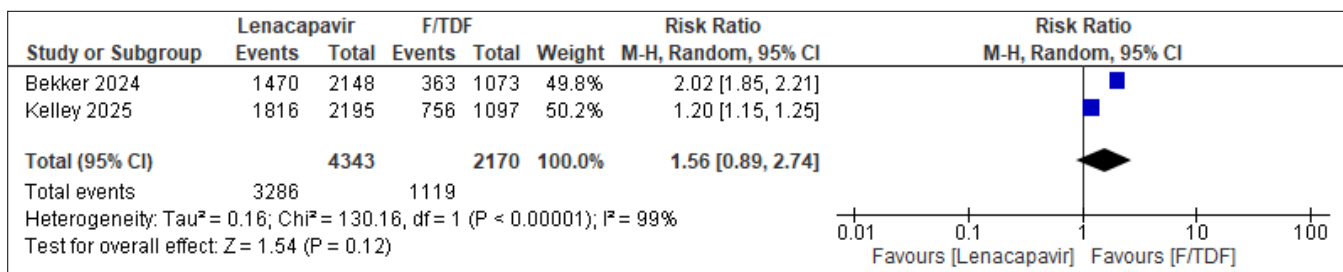 Lenacapavir F/TDF Risk Ratio Risk Ratio
Study or Subgroup Events Total Events Total Weight M-H, Random, 95% CI M-H, Random, 95% CI
Bekker 2024 1470 2148 363 1073 49.8% 2.02 [1.85, 2.21]
Kelley 2025 1816 2195 756 1097 50.2% 1.20 [1.15, 1.25]
Total (95% CI) 4343 2170 100.0% 1.56 [0.89, 2.74]
Total events 3286 1119
Heterogeneity: Tau² = 0.16; Chi² = 130.16, df = 1 (P < 0.00001); I² = 99%
Test for overall effect: Z = 1.54 (P = 0.12)
0.01 0.1 1 10 100
Favours [Lenacapavir] Favours [F/TDF]